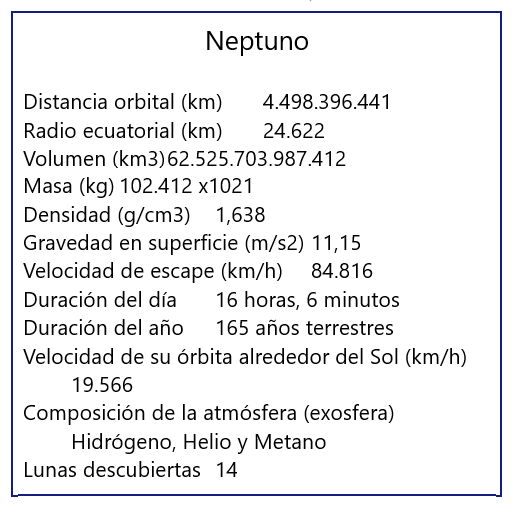 Neptuno
Distancia orbital (km) 4.498.396.441
Radio ecuatorial (km) 24.622
Volumen (km3) 62.525.703.987.412
Masa (kg) 102.412 x1021
Densidad (g/cm3) 1,638
Gravedad en superficie (m/s2) 11,15
Velocidad de escape (km/h) 84.816
Duración del día 16 horas, 6 minutos
Duración del año 165 años terrestres
Velocidad de su órbita alrededor del Sol (km/h)
19.566
Composición de la atmósfera (exosfera)
Hidrógeno, Helio y Metano
Lunas descubiertas 14